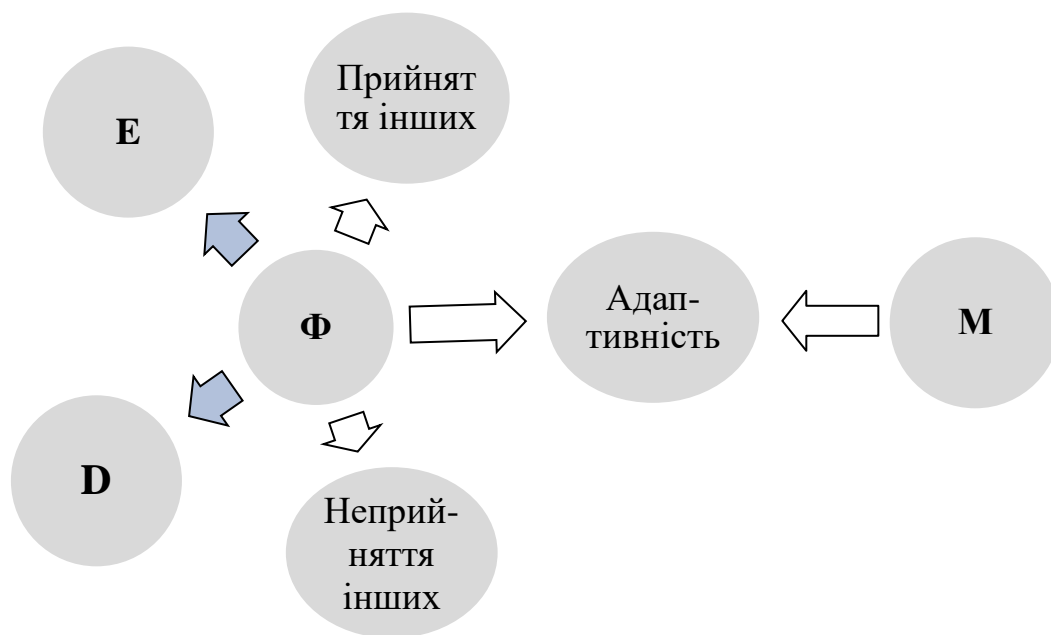 Прийнят
тя інших
Е
Ф
Адап-
тивність
М
D
Неприй-
няття
інших